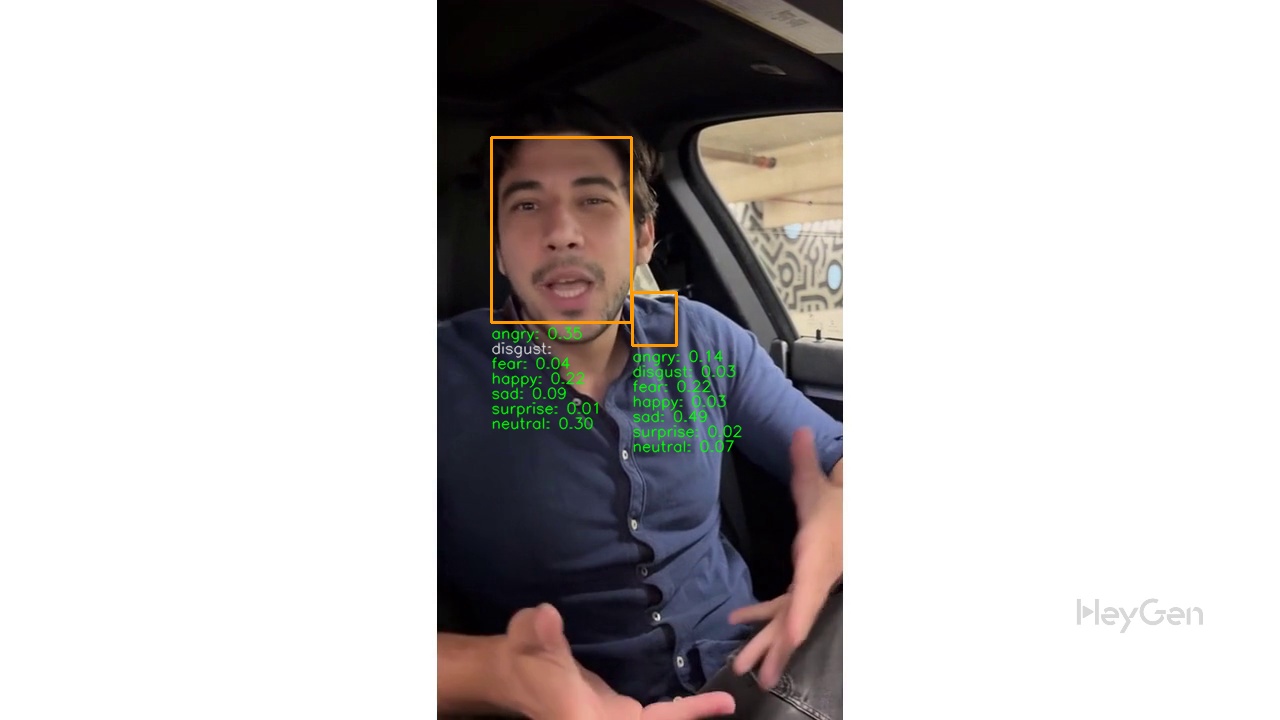 angry: 0.35
disgust:
fear: 0.04
happy: 0.22
sad: 0.09
surprise: 0.01
neutral: 0.30
angry: 0.14
disgust: 0.03
fear: 0.22
happy: 0.03
sad: 0.49
surprise: 0.02
neutral: 0.07
HeyGen